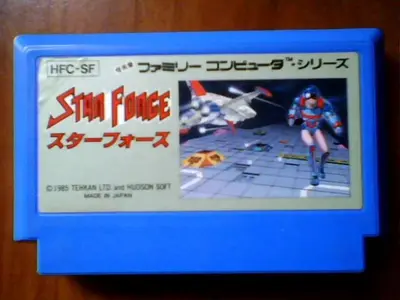 HFC-SF
ファミリー コンピュータ™・シリーズ
STAR FORCE
スターフォース
©1985 TEHKAN LTD. and HUDSON SOFT
MADE IN JAPAN